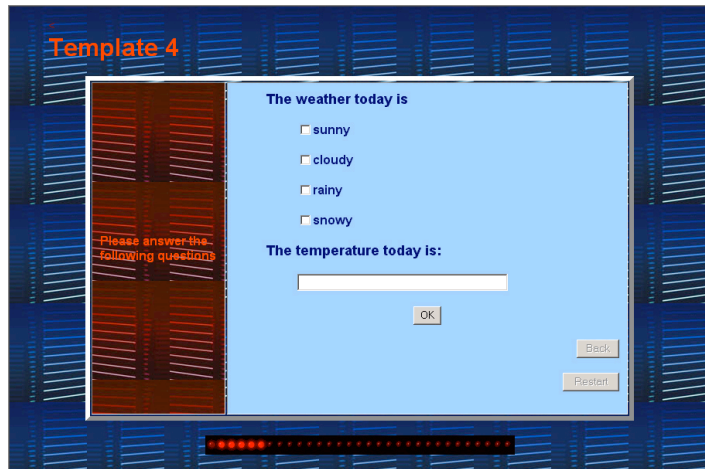 Template 4
The weather today is
sunny
cloudy
rainy
snowy
Please answer the
following questions
The temperature today is:
OK
Back
Restart